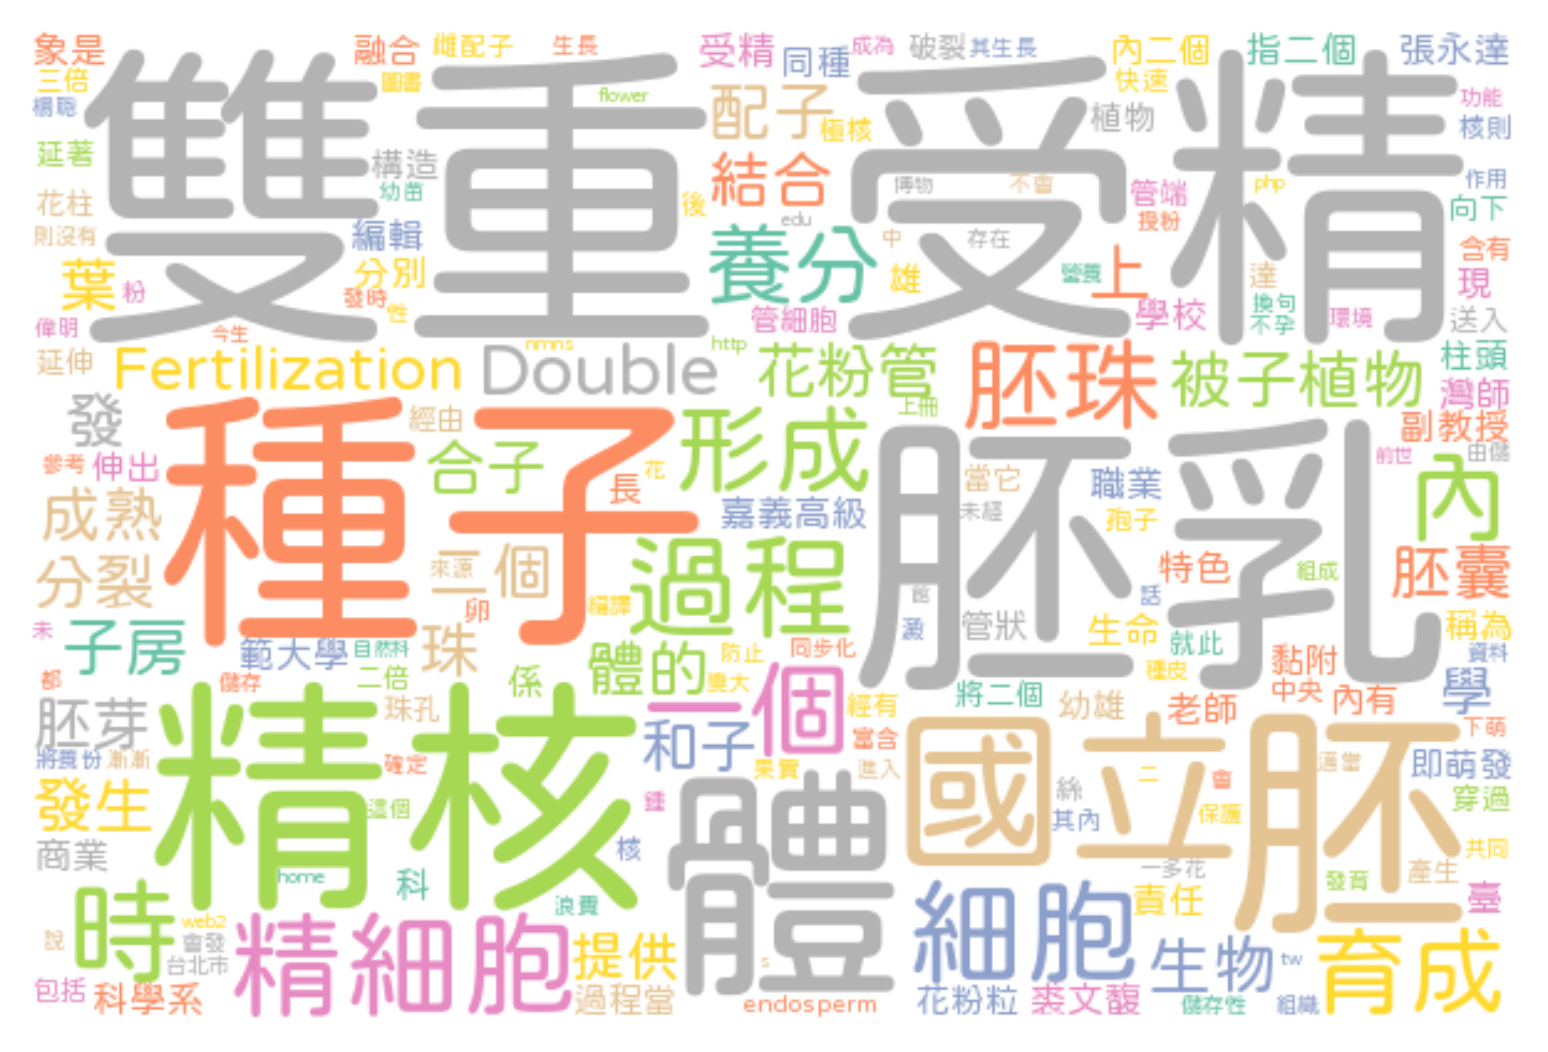 象是
融合
雌配子
生長
受精
同種
成為
破裂
其生長
內二個
指二個
張永達
三倍
圖書
快速
楊聰
雙重受精
flower
配子
極核
植物
功能
核則
延著
構造
結合
幼苗
博物
不會
管端
php
作用
花柱
後
edu
授粉
向下
則沒有
編輯
養分
中
存在
含有
葉
粉
分別
發時
性
雄
營養
上
達
現
偉明
今生
管細胞
學校
換句
不孕
環境
送入
延伸
Fertilization
nmns
Double
http
花粉管
胚珠
被子植物
柱頭
灣師
發
經由
上冊
副教授
種子
合子
形成
胚乳
參考
伸出
長
花
當它
職業
前世
由儲
內
成熟
嘉義高級
未經
孢子
分裂
來源
二個
過程
特色
組成
胚囊
卵
編譯
館
話
未
子房
範大學
自然科
珠
同步化
澱
管狀
生命
就此
稱為
資料
都
儲存
二倍
係
體的
防止
變大
一個
種皮
黏附
中央
內有
學
胚芽
精核
珠孔
和子
經有
將二個
幼雄
老師
下萌
將養份
漸漸
確定
富含
果實
進入
國立
胚
二
會
適當
即萌發
發生
這個
鍾
體
絲
其內
保護
穿過
商業
核
共同
home
科
一多花
發育
產生
時
浪費
細胞
責任
臺
web2
說
會發
台北市
精細胞
提供
s
生物
tw
育成
包括
科學系
過程當
endosperm
花粉粒
裘文馥
儲存性
組織